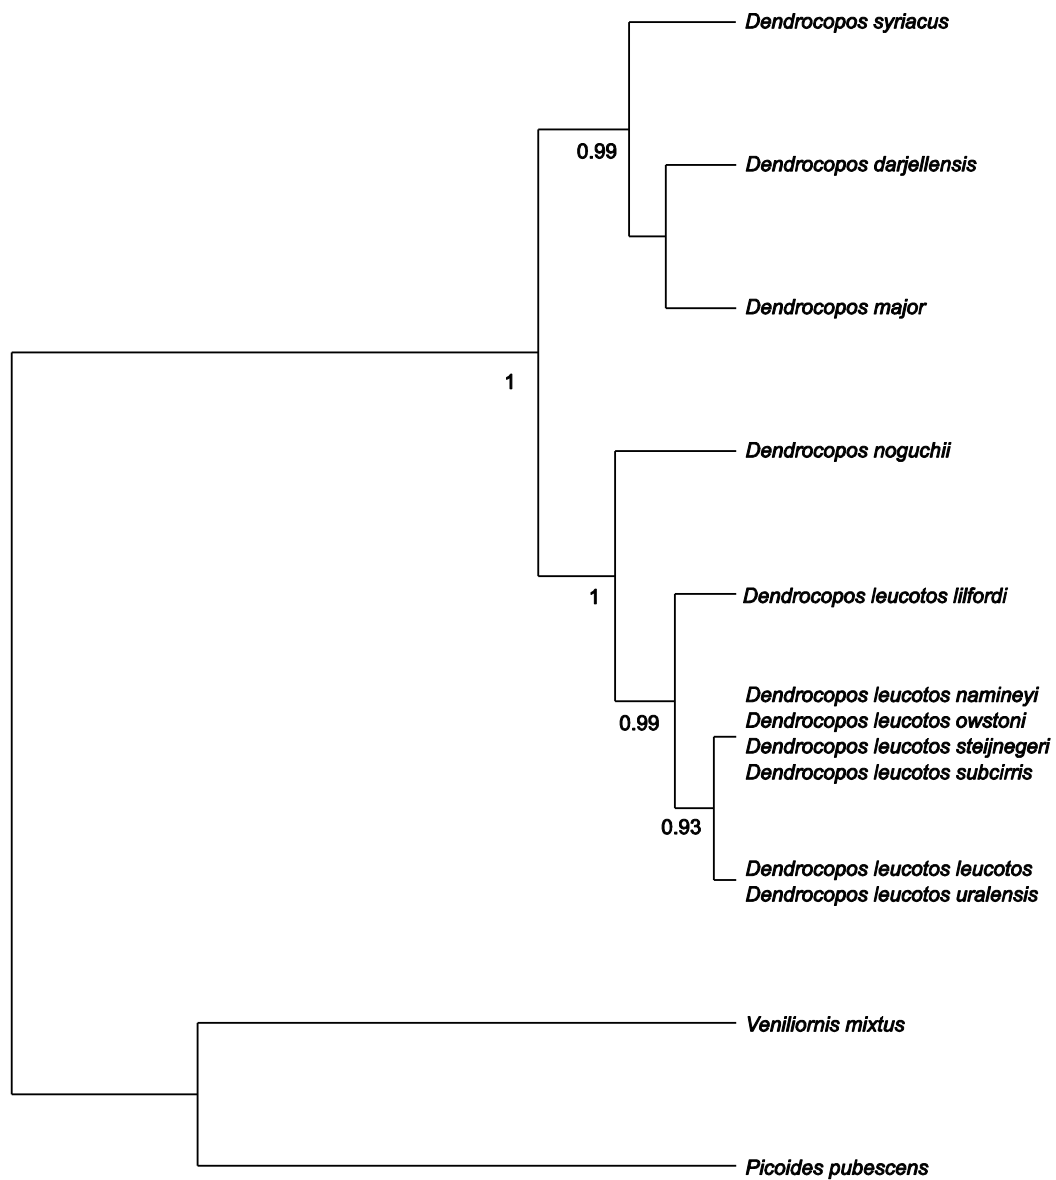 Dendrocopos syriacus
0.99
Dendrocopos darjellensis
Dendrocopos major
1
Dendrocopos noguchii
1
Dendrocopos leucotos lilfordi
Dendrocopos leucotos namineyi
0.99
Dendrocopos leucotos owstoni
Dendrocopos leucotos steijnegeri
Dendrocopos leucotos subcirris
0.93
Dendrocopos leucotos leucotos
Dendrocopos leucotos uralensis
Veniliornis mixtus
Picoides pubescens